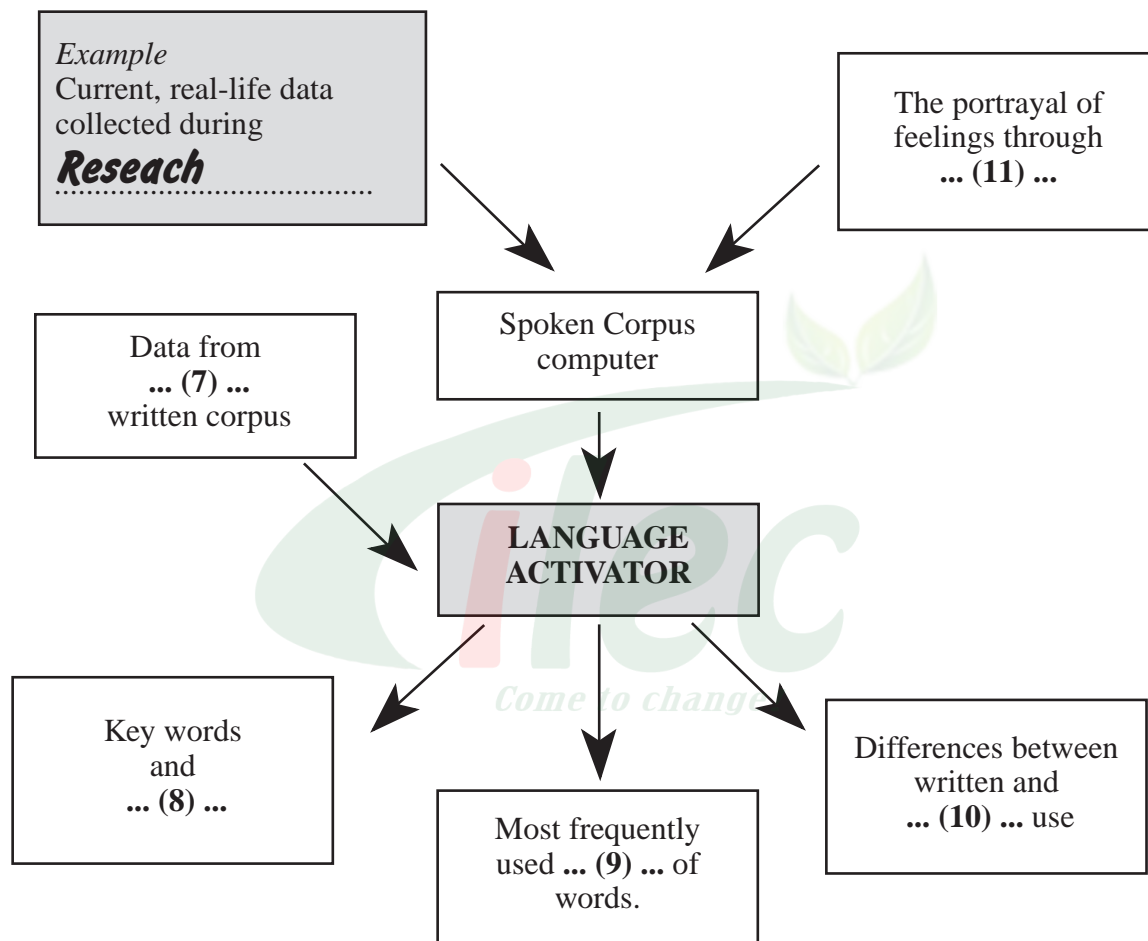 Example
Current, real-life data
collected during
Reseach
......................................
The portrayal of
feelings through
... (11) ...
Data from
... (7) ...
written corpus
Spoken Corpus
computer
LANGUAGE
ACTIVATOR
ilec
Come to change
Key words
and
... (8) ...
Most frequently
used ... (9) ... of
words.
Differences between
written and
... (10) ... use